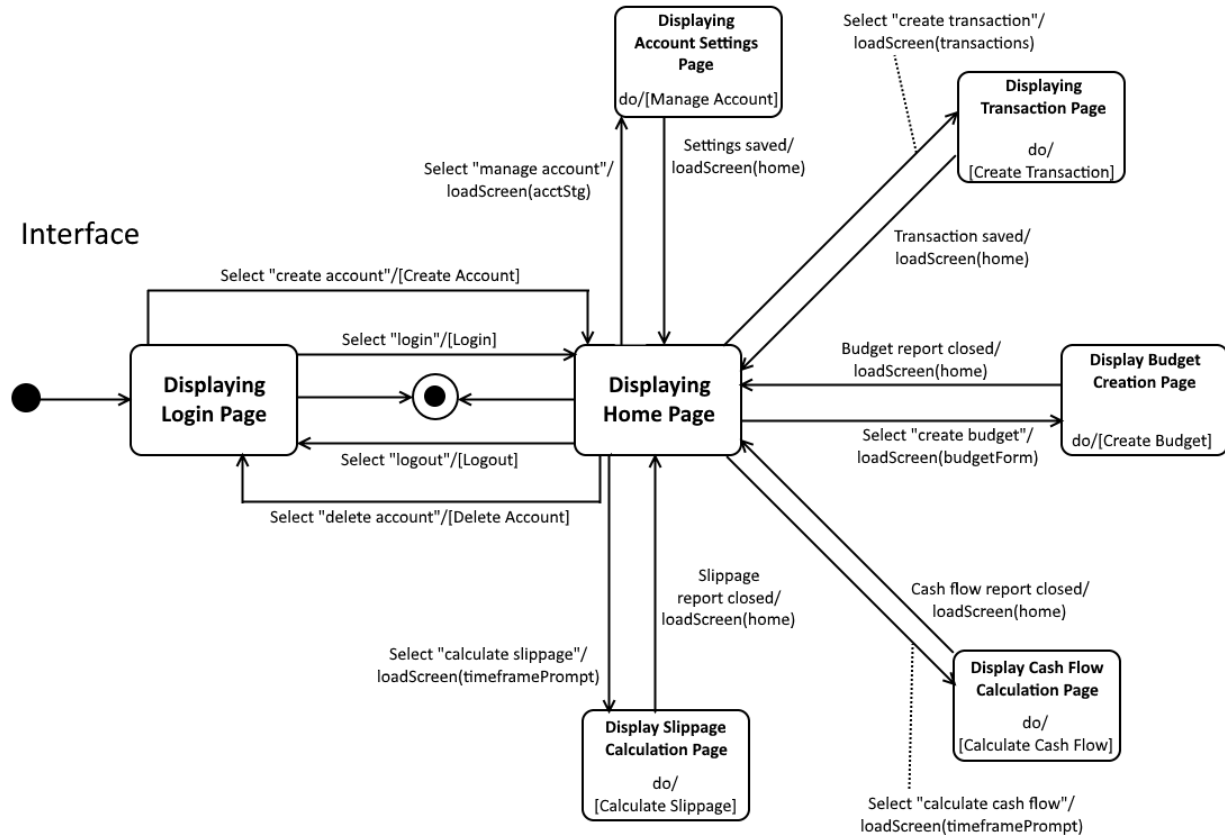 Displaying
Account Settings
Page
do/[Manage Account]
Select "create transaction"/
loadScreen(transactions)
Displaying
Transaction Page
do/
[Create Transaction]
Select "manage account"/
loadScreen(acctStg)
Settings saved/
loadScreen(home)
Transaction saved/
loadScreen(home)
Interface
Select "create account"/[Create Account]
Select "login"/[Login]
Displaying
Login Page
Displaying
Home Page
Select "logout"/[Logout]
Select "delete account"/[Delete Account]
Budget report closed/
loadScreen(home)
Select "create budget"/
loadScreen(budgetForm)
Display Budget
Creation Page
do/[Create Budget]
Slippage
report closed/
loadScreen(home)
Select "calculate slippage"/
loadScreen(timeframePrompt)
Display Slippage
Calculation Page
do/
[Calculate Slippage]
Cash flow report closed/
loadScreen(home)
Display Cash Flow
Calculation Page
do/
[Calculate Cash Flow]
Select "calculate cash flow"/
loadScreen(timeframePrompt)